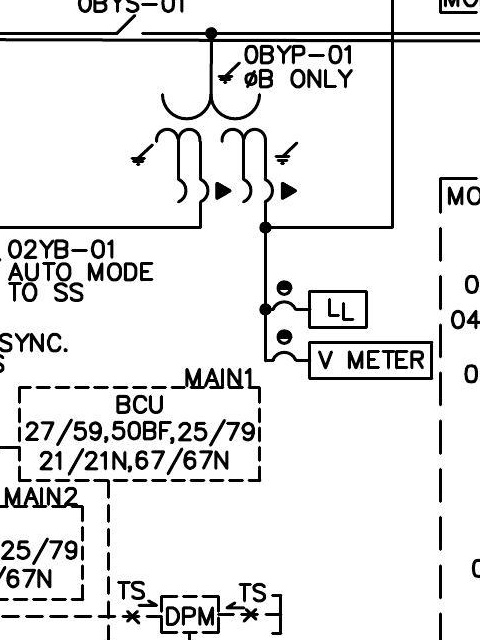 0BYS-01
MO
0BYP-01
ØB ONLY
MO
02YB-01
AUTO MODE
TO SS
0
04
LL
SYNC.
S
V METER
0
MAIN1
BCU
27/59,50BF,25/79
21/21N,67/67N
MAIN2
25/79
/67N
0
TS
TS
DPM